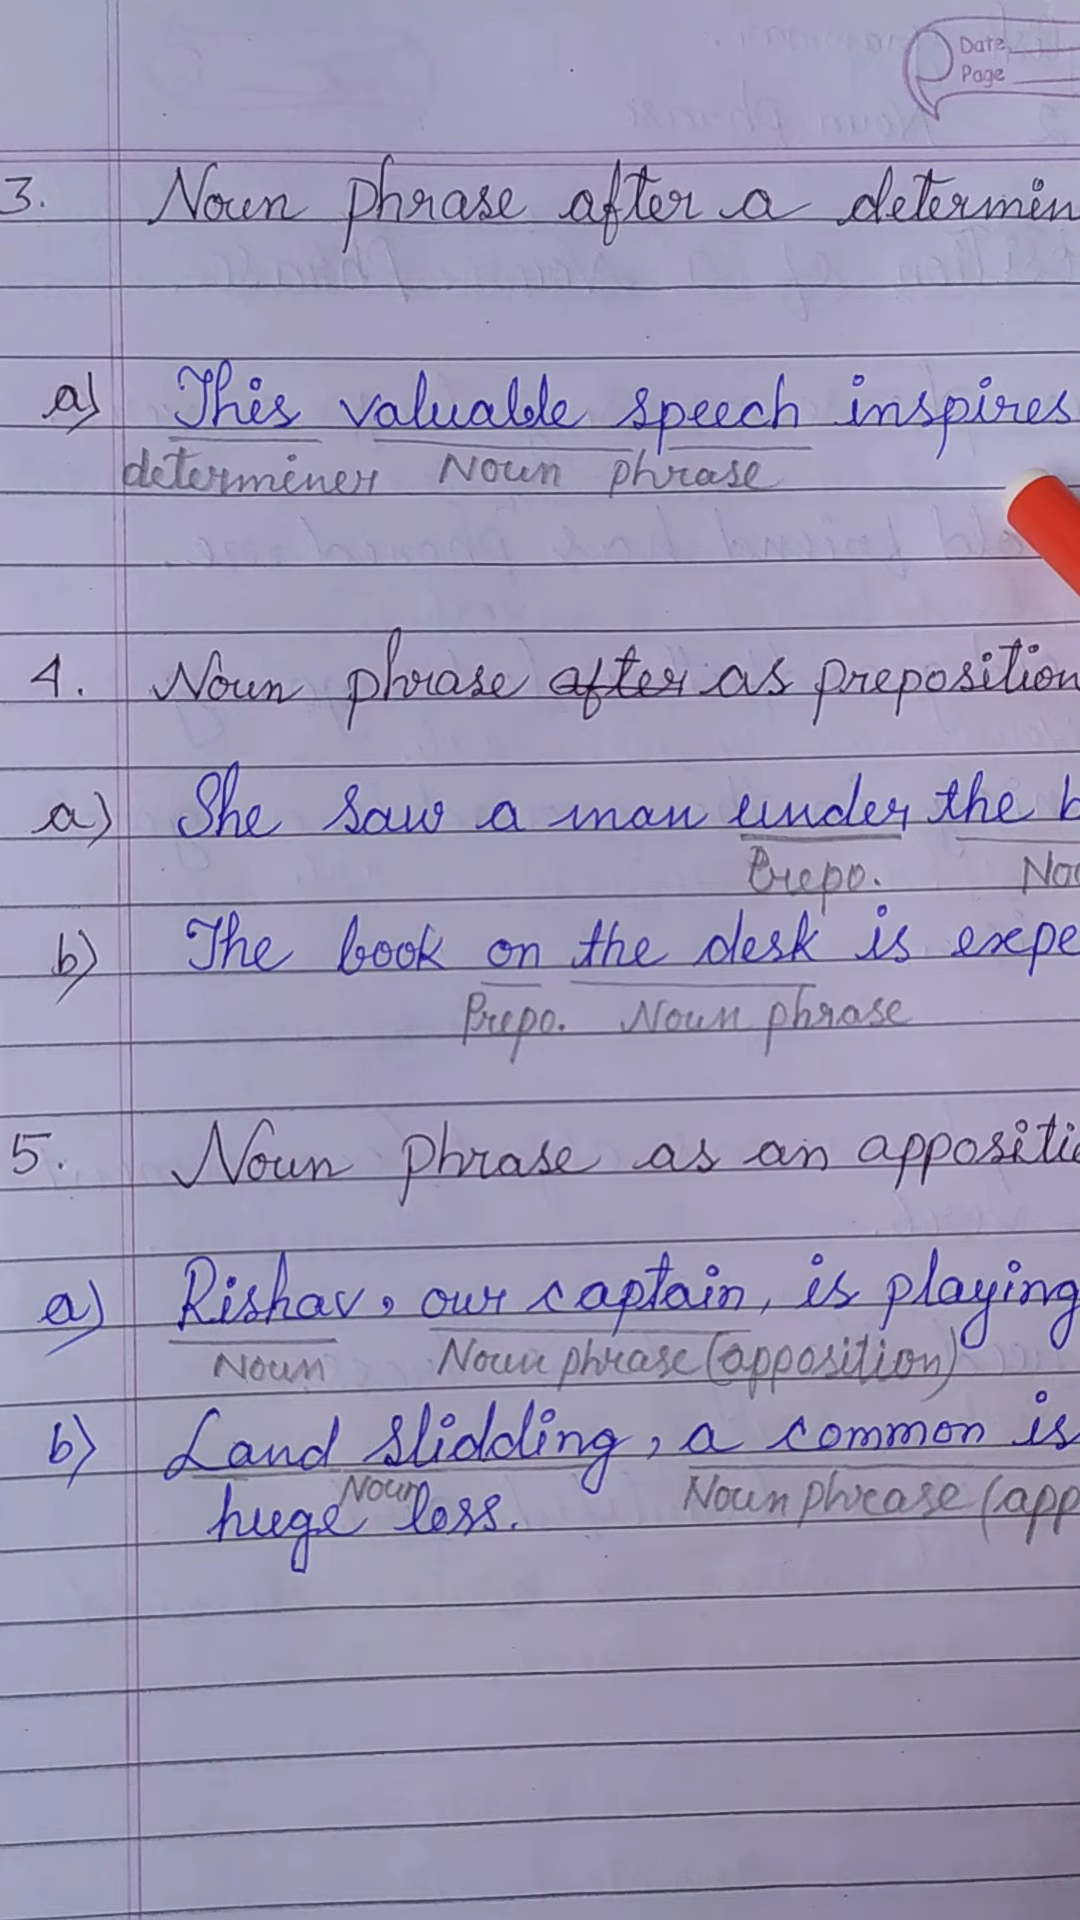 Date
Page
3. Noun phrase after a determin
a) This valuable speech inspires
determiner Noun phrase
4. Noun phrase after as preposition
a) She saw a man under the b
Prepo. Nou
b) The book on the desk is expe
Prepo. Noun phrase
5. Noun phrase as an appositio
a) Rishav, our captain, is playing
Noun Noun phrase (apposition)
b) Land slidding, a common is
Noun Noun phrase (app
huge loss.